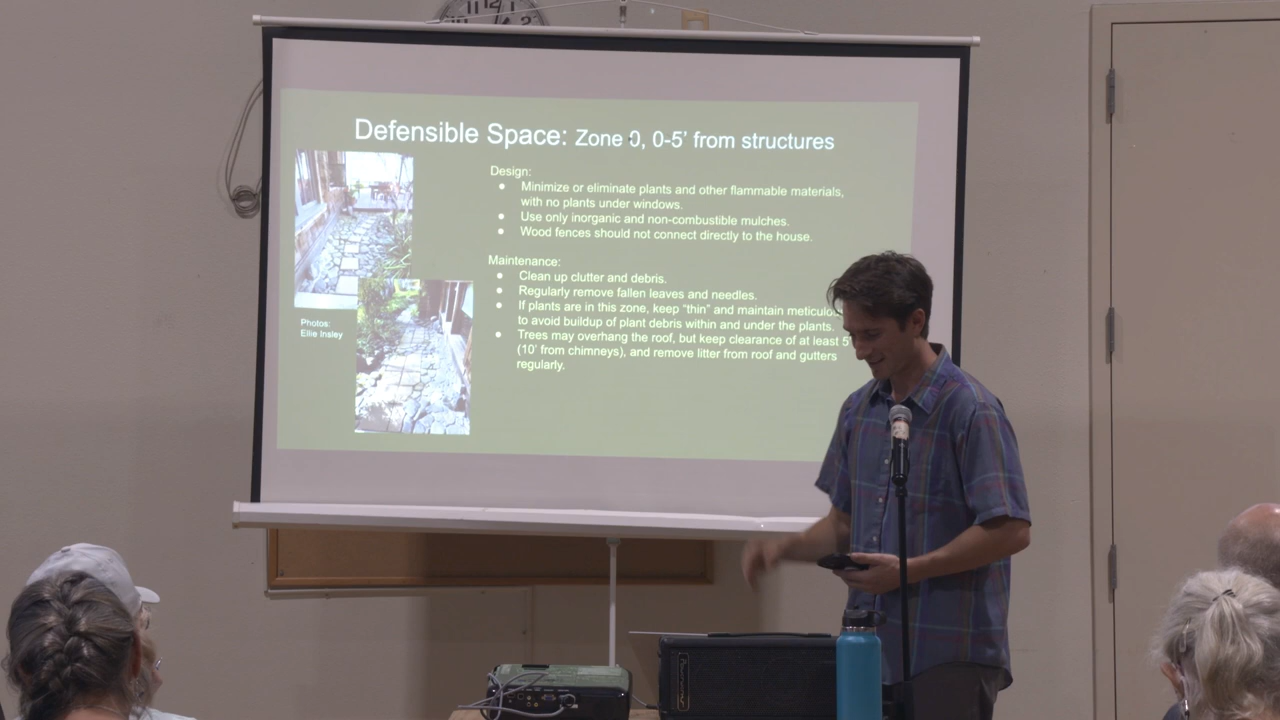 12
2
Defensible Space: Zone 0, 0-5' from structures
Design:
Minimize or eliminate plants and other flammable materials,
with no plants under windows.
Use only inorganic and non-combustible mulches.
Wood fences should not connect directly to the house.
Maintenance:
Clean up clutter and debris.
Regularly remove fallen leaves and needles.
If plants are in this zone, keep “thin” and maintain
to avoid buildup of plant debris within and under the plants.
Trees may overhang the roof, but keep clearance of at least 5'
(10' from chimneys), and remove litter from roof and gutters
regularly.
Photos:
Ellie Insley